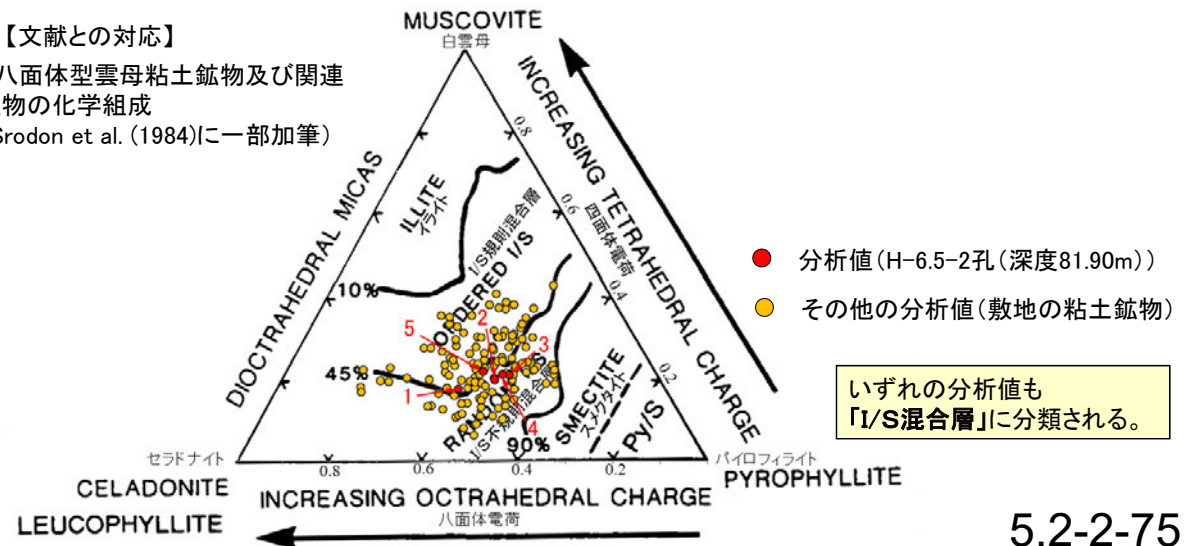 【文献との対応】
八面体型雲母粘土鉱物及び関連
物の化学組成
Srodon et al. (1984)に一部加筆)
MUSCOVITE
白雲母
DIOCTRAHEDRAL MICAS
INCREASING TETRAHEDRAL CHARGE
四面体電荷
0.8
0.6
0.4
0.2
ILLITE
イライト
I/S規則混合層
ORDERED I/S
10%
5
2
3
45%
1
4
I/S不規則混合層
90%
SMECTITE
スメクタイト
Py/S
分析値(H-6.5-2孔(深度81.90m))
その他の分析値(敷地の粘土鉱物)
いずれの分析値も
「I/S混合層」に分類される。
セラドナイト
0.8
0.6
0.4
0.2
パイロフィライト
CELADONITE
LEUCOPHYLLITE
INCREASING OCTRAHEDRAL CHARGE
八面体電荷
PYROPHYLLITE
5.2-2-75